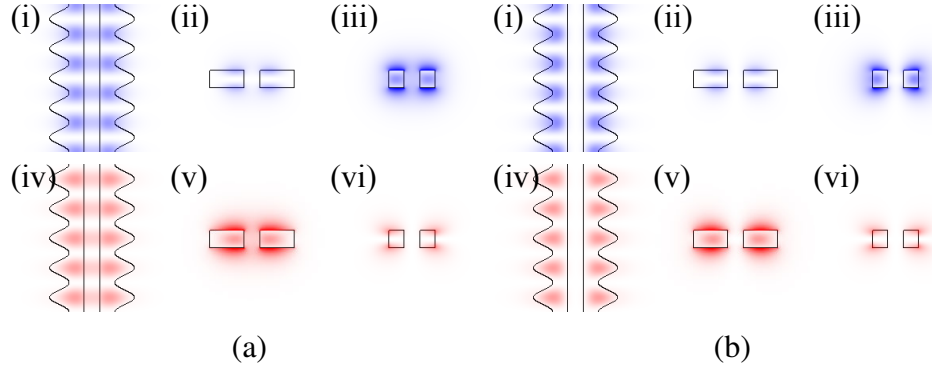 (i) (ii) (iii) (i) (ii) (iii)
(iv) (v) (vi) (iv) (v) (vi)
(a) (b)